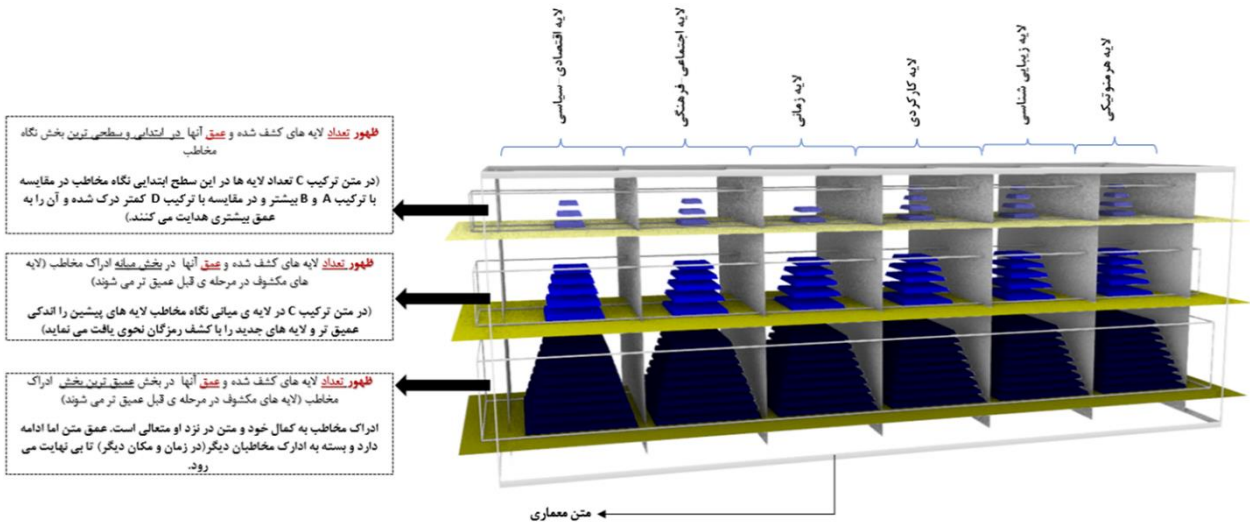 لایه اقتصادی-سیاسی
لایه اجتماعی-فرهنگی
لایه زمانی
لایه کارکردی
لایه زیبایی شناسی
لایه هرمنوتیکی
ظهور تعداد لایه های کشف شده و عمق آنها در ابتدایی و سطحی ترین بخش نگاه
مخاطب
(در متن ترکیب C تعداد لایه ها در این سطح ابتدایی نگاه مخاطب در مقایسه
با ترکیب A و B بیشتر و در مقایسه با ترکیب D کمتر درک شده و آن را به
عمق بیشتری هدایت می کنند.)
ظهور تعداد لایه های کشف شده و عمق آنها در بخش میانه ادراک مخاطب (لایه
های مکشوف در مرحله ی قبل عمیق تر می شوند)
(در متن ترکیب C در لایه ی میانی نگاه مخاطب لایه های پیشین را اندکی
عمیق تر و لایه های جدید را با کشف رمزگان نحوی یافت می نماید)
ظهور تعداد لایه های کشف شده و عمق آنها در بخش عمیق ترین بخش ادراک
مخاطب (لایه های مکشوف در مرحله ی قبل عمیق تر می شوند)
ادراک مخاطب به کمال خود و متن در نزد او متعالی است. عمق متن اما ادامه
دارد و بسته به ادارک مخاطبان دیگر(در زمان و مکان دیگر) تا بی نهایت می
رود.
متن معماری